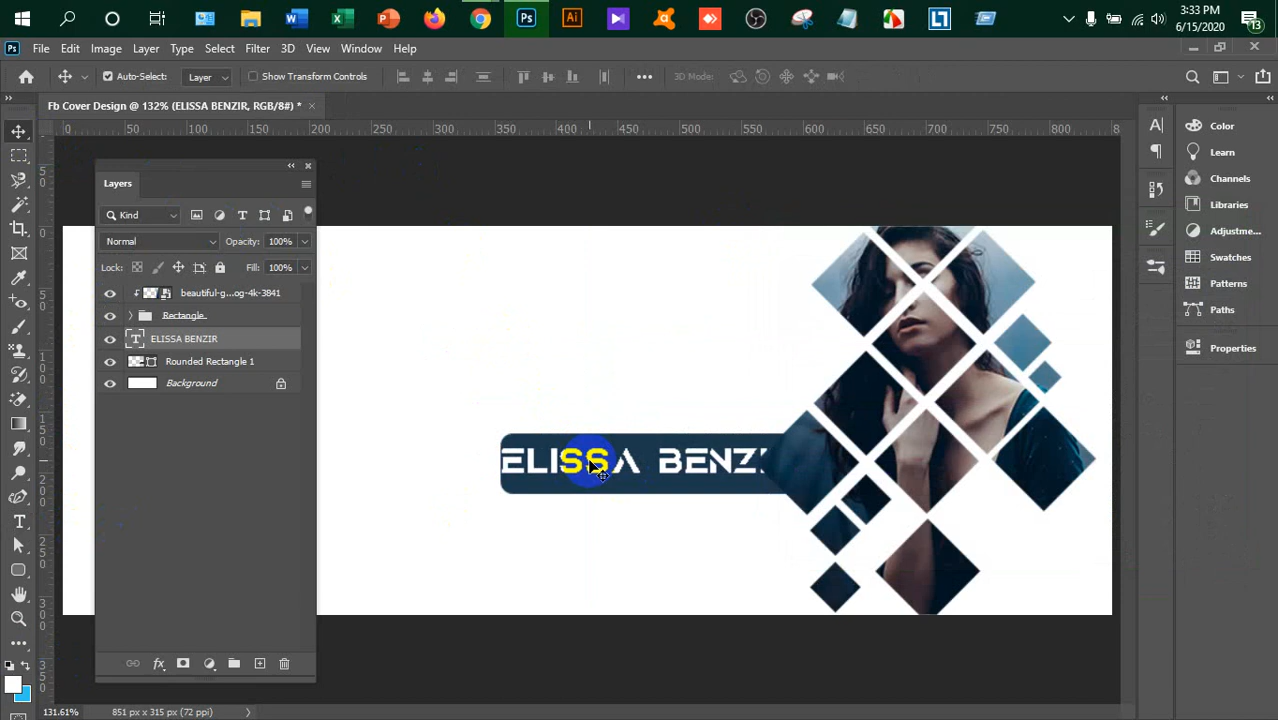 3:33 PM
6/15/2020
13
File Edit Image Layer Type Select Filter 3D View Window Help
Auto-Select: Layer Show Transform Controls 3D Mode:
Fb Cover Design @ 132% (ELISSA BENZIR, RGB/8#) *
0 50 100 150 200 250 300 350 400 450 500 550 600 650 700 750 800 8
Layers
Kind
Normal Opacity: 100%
Lock: Fill: 100%
beautiful-g...og-4k-3841
Rectangle
ELISSA BENZIR
Rounded Rectangle 1
Background
ELISSA BENZI
Color
Learn
Channels
Libraries
Adjustme...
Swatches
Patterns
Paths
Properties
131.61% 851 px x 315 px (72 ppi)